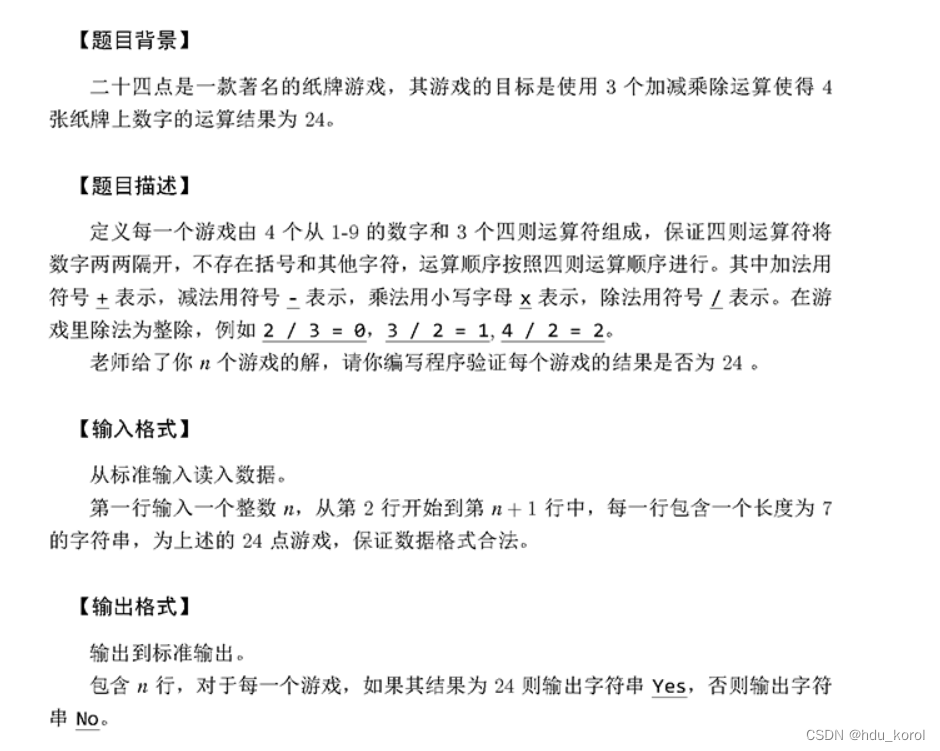 【题目背景】
二十四点是一款著名的纸牌游戏，其游戏的目标是使用 3 个加减乘除运算使得 4
张纸牌上数字的运算结果为 24。
【题目描述】
定义每一个游戏由 4 个从 1-9 的数字和 3 个四则运算符组成，保证四则运算符将
数字两两隔开，不存在括号和其他字符，运算顺序按照四则运算顺序进行。其中加法用
符号 + 表示，减法用符号 - 表示，乘法用小写字母 x 表示，除法用符号 / 表示。在游
戏里除法为整除，例如 2 / 3 = 0，3 / 2 = 1, 4 / 2 = 2。
老师给了你 n 个游戏的解，请你编写程序验证每个游戏的结果是否为 24 。
【输入格式】
从标准输入读入数据。
第一行输入一个整数 n，从第 2 行开始到第 n + 1 行中，每一行包含一个长度为 7
的字符串，为上述的 24 点游戏，保证数据格式合法。
【输出格式】
输出到标准输出。
包含 n 行，对于每一个游戏，如果其结果为 24 则输出字符串 Yes，否则输出字符
串 No。
CSDN @hdu_korol